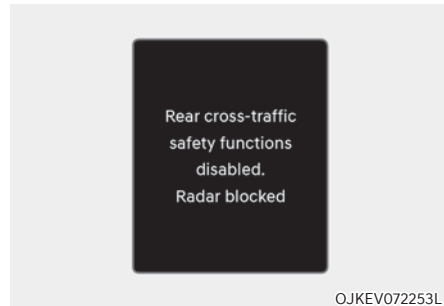 Rear cross-traffic
safety functions
disabled.
Radar blocked
OJKEV072253L